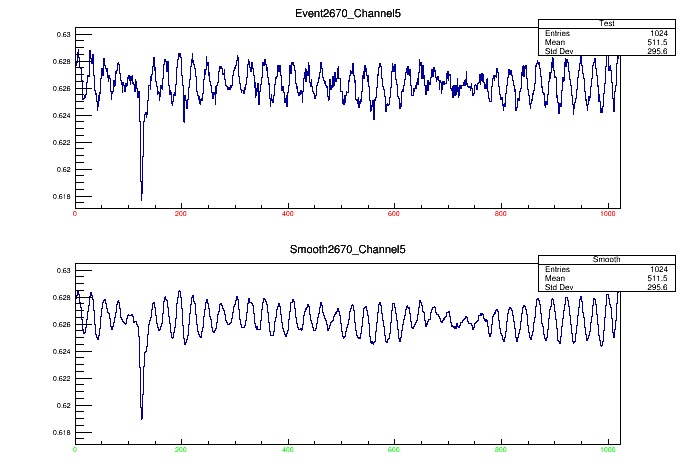 Event2670_Channel5
Test
Entries 1024
Mean 511.5
Std Dev 295.6
0.63
0.628
0.626
0.624
0.622
0.62
0.618
0 200 400 600 800 1000
Smooth2670_Channel5
Smooth
Entries 1024
Mean 511.5
Std Dev 295.6
0.63
0.628
0.626
0.624
0.622
0.62
0.618
0 200 400 600 800 1000